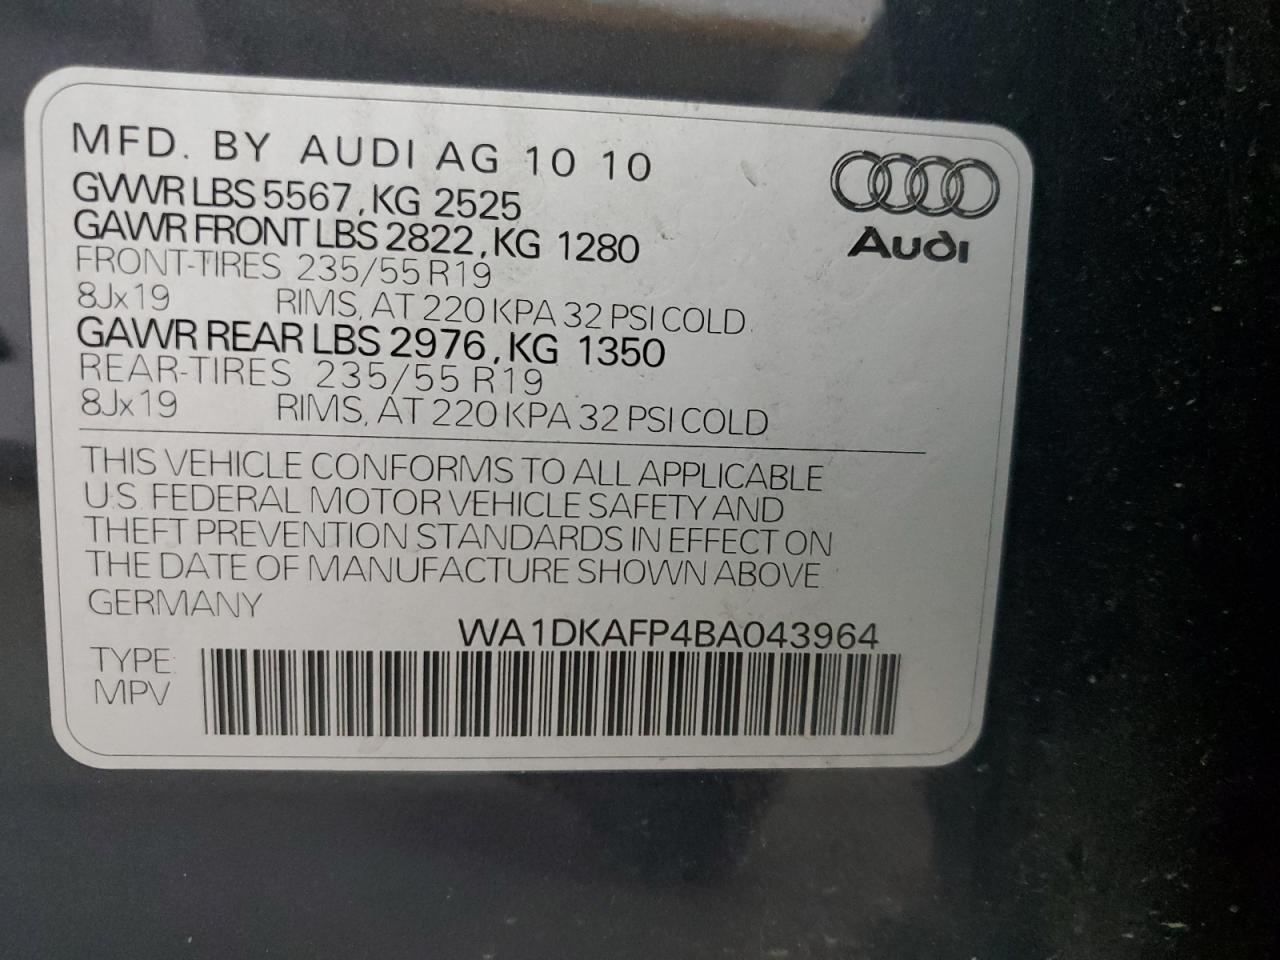 MFD. BY AUDI AG 10 10
GVWR LBS 5567, KG 2525
GAWR FRONT LBS 2822, KG 1280
FRONT-TIRES 235/55 R19
8Jx19 RIMS, AT 220 KPA 32 PSI COLD
GAWR REAR LBS 2976, KG 1350
REAR-TIRES 235/55 R19
8Jx19 RIMS, AT 220 KPA 32 PSI COLD
Audi
THIS VEHICLE CONFORMS TO ALL APPLICABLE
U.S. FEDERAL MOTOR VEHICLE SAFETY AND
THEFT PREVENTION STANDARDS IN EFFECT ON
THE DATE OF MANUFACTURE SHOWN ABOVE
GERMANY
WA1DKAFP4BA043964
TYPE:
MPV